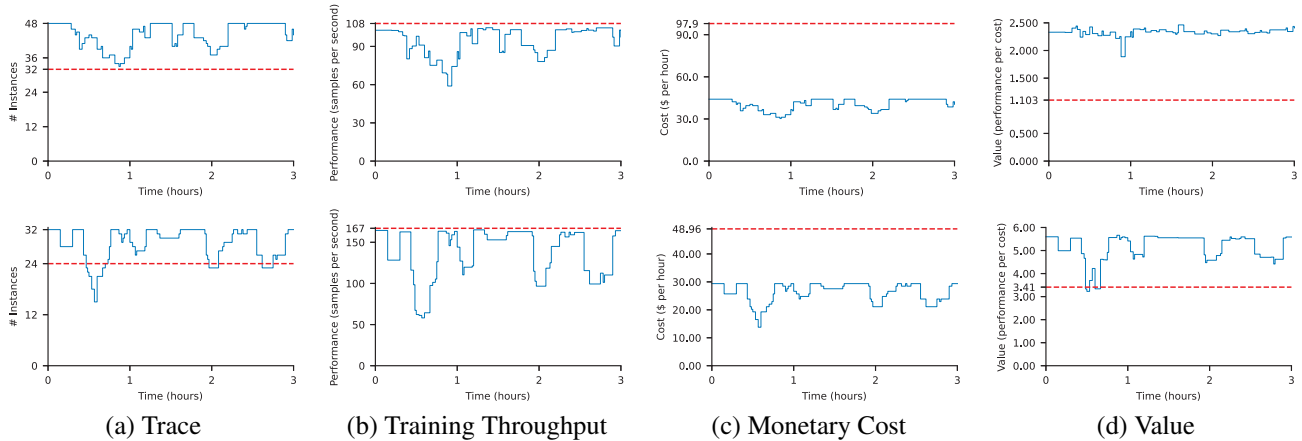 48
36
32
24
12
0
# Instances
0 1 2 3
Time (hours)
108
90
60
30
0
Performance (samples per second)
0 1 2 3
Time (hours)
97.9
90.0
60.0
30.0
0.0
Cost ($ per hour)
0 1 2 3
Time (hours)
2.500
2.000
1.500
1.103
0.500
0.000
Value (performance per cost)
0 1 2 3
Time (hours)
32
24
12
0
# Instances
0 1 2 3
Time (hours)
167
150
100
50
0
Performance (samples per second)
0 1 2 3
Time (hours)
48.96
40.00
30.00
20.00
10.00
0.00
Cost ($ per hour)
0 1 2 3
Time (hours)
6.00
5.00
4.00
3.41
3.00
2.00
1.00
0.00
Value (performance per cost)
0 1 2 3
Time (hours)
(a) Trace
(b) Training Throughput
(c) Monetary Cost
(d) Value